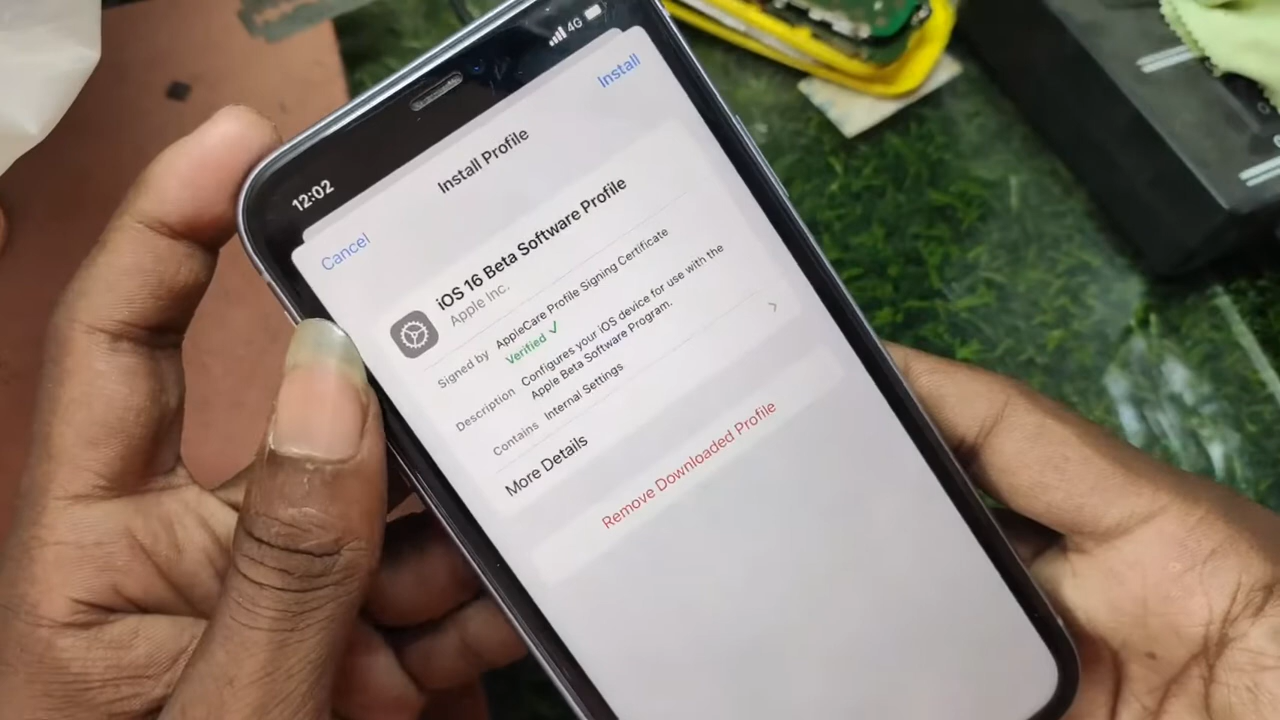 12:02
4G
Cancel
Install Profile
Install
iOS 16 Beta Software Profile
Apple Inc.
Signed by AppleCare Profile Signing Certificate
Verified ✓
Description Configures your iOS device for use with the
Apple Beta Software Program.
Contains Internal Settings
More Details
Remove Downloaded Profile